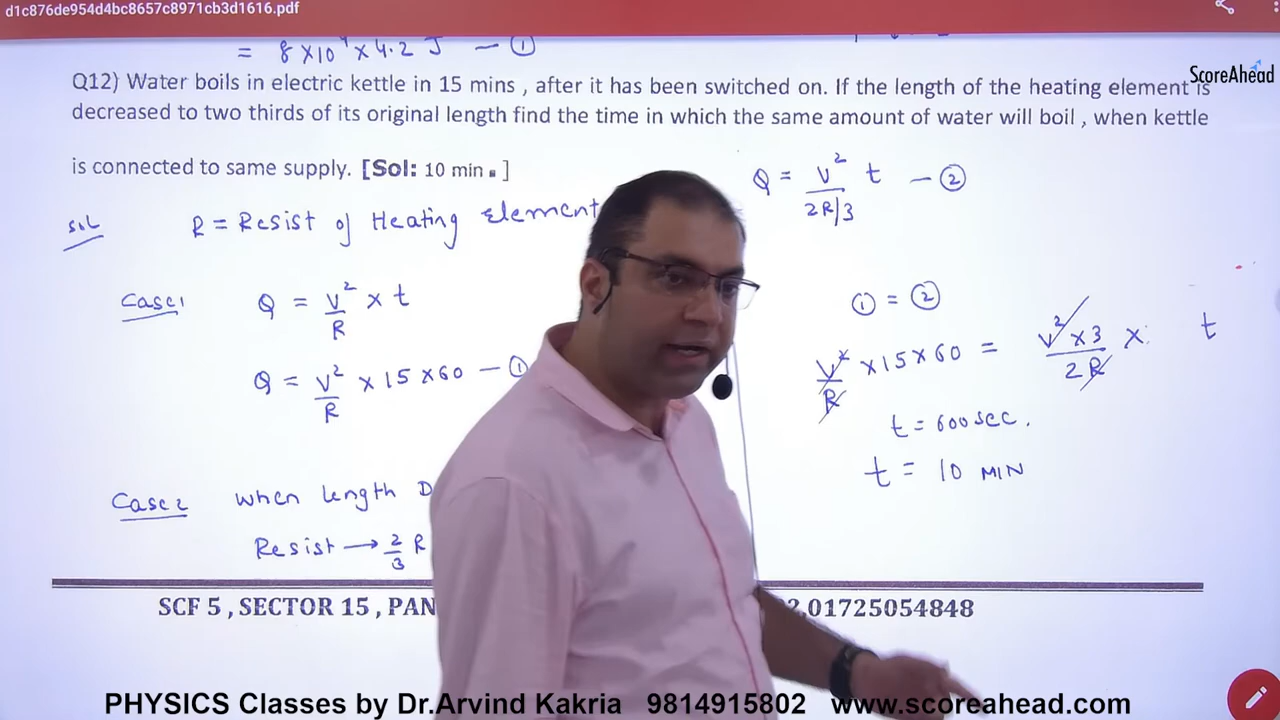 d1c876de954d4bc8657c8971cb3d1616.pdf
= 8 X10⁴ x 4.2 J — ①
ScoreAhead
Q12) Water boils in electric kettle in 15 mins , after it has been switched on. If the length of the heating element is
decreased to two thirds of its original length find the time in which the same amount of water will boil , when kettle
is connected to same supply. [Sol: 10 min . ]
Sol
R = Resist of Heating Element
Case1
Q = V²/R x t
Q = V²/R x 15 x 60 — ①
Case2 When length D
Resist → 2/3 R
Q = V²/2R/3 t — ②
① = ②
V²/R x 15 x 60 = V² x 3/2R x t
t = 600 sec.
t = 10 MIN
SCF 5 , SECTOR 15 , PAN 2,01725054848
PHYSICS Classes by Dr.Arvind Kakria 9814915802 www.scoreahead.com